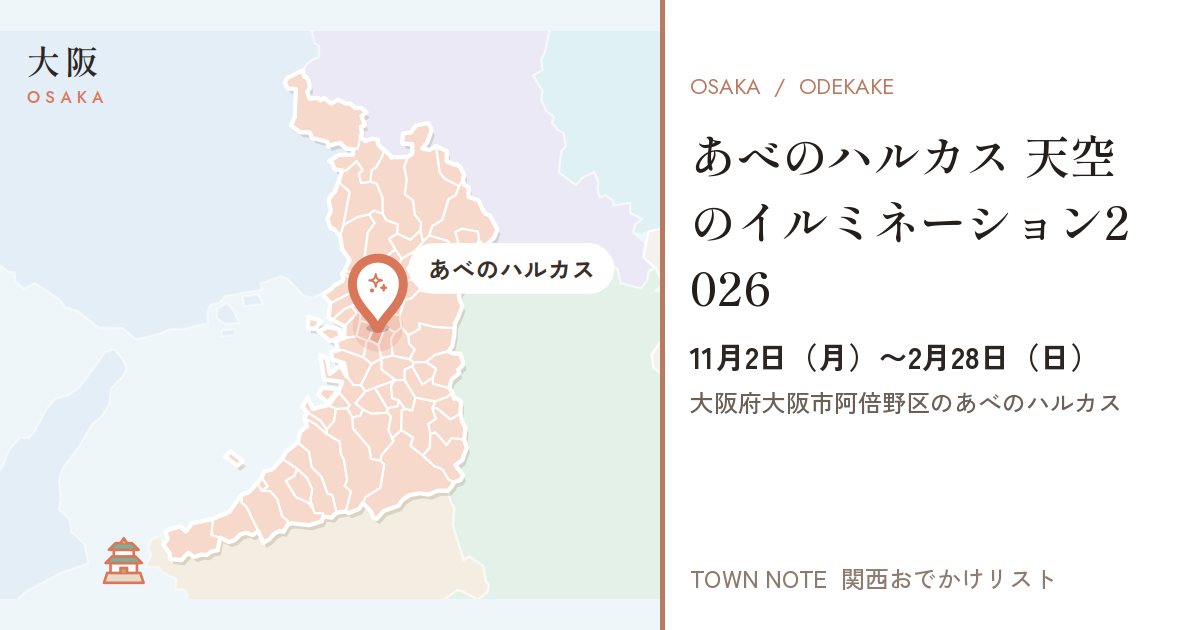 大阪
OSAKA
あべのハルカス
OSAKA / ODEKAKE
あべのハルカス 天空
のイルミネーション2
026
11月2日（月）〜2月28日（日）
大阪府大阪市阿倍野区のあべのハルカス
TOWN NOTE 関西おでかけリスト